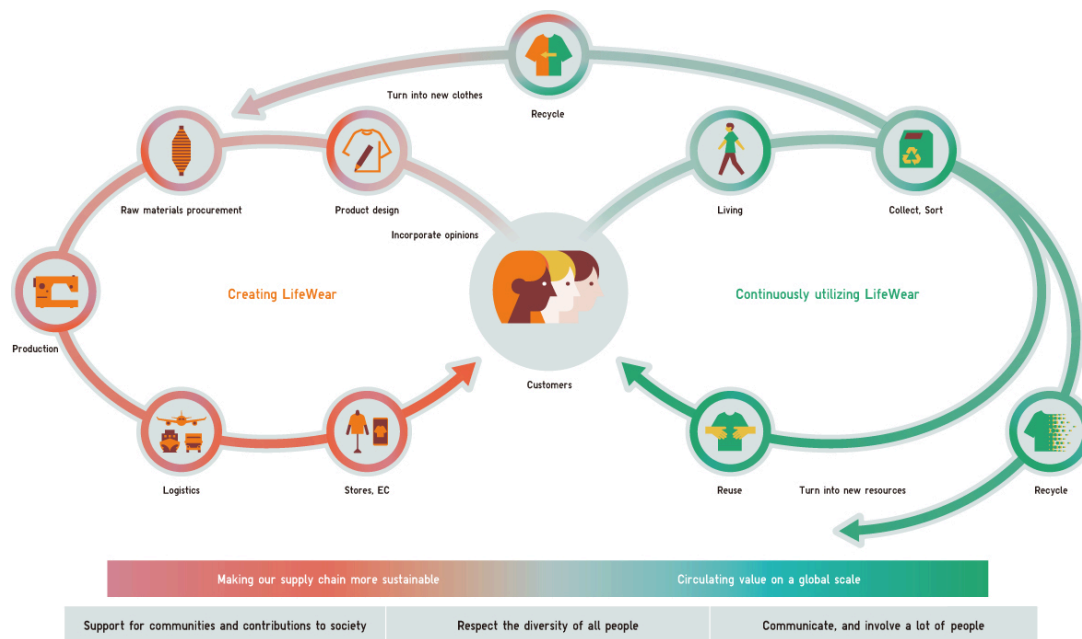 Turn into new clothes
Recycle
Raw materials procurement
Product design
Living
Collect, Sort
Incorporate opinions
Creating LifeWear
Continuously utilizing LifeWear
Production
Customers
Logistics
Stores, EC
Reuse
Turn into new resources
Recycle
Making our supply chain more sustainable
Circulating value on a global scale
Support for communities and contributions to society
Respect the diversity of all people
Communicate, and involve a lot of people